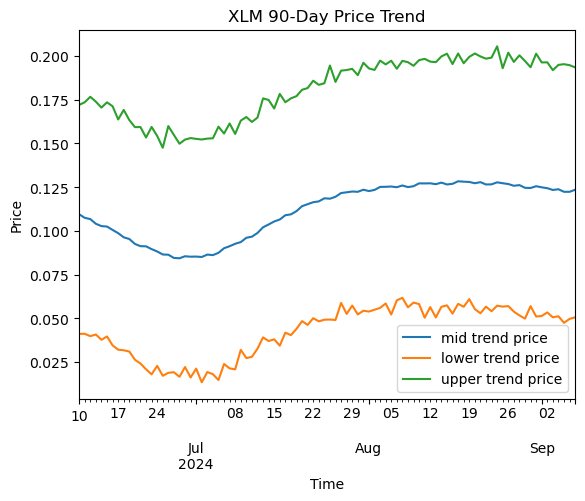 XLM 90-Day Price Trend
Price
0.200
0.175
0.150
0.125
0.100
0.075
0.050
0.025
mid trend price
lower trend price
upper trend price
10 17 24 08 15 22 29 05 12 19 26 02
Jul Aug Sep
2024
Time